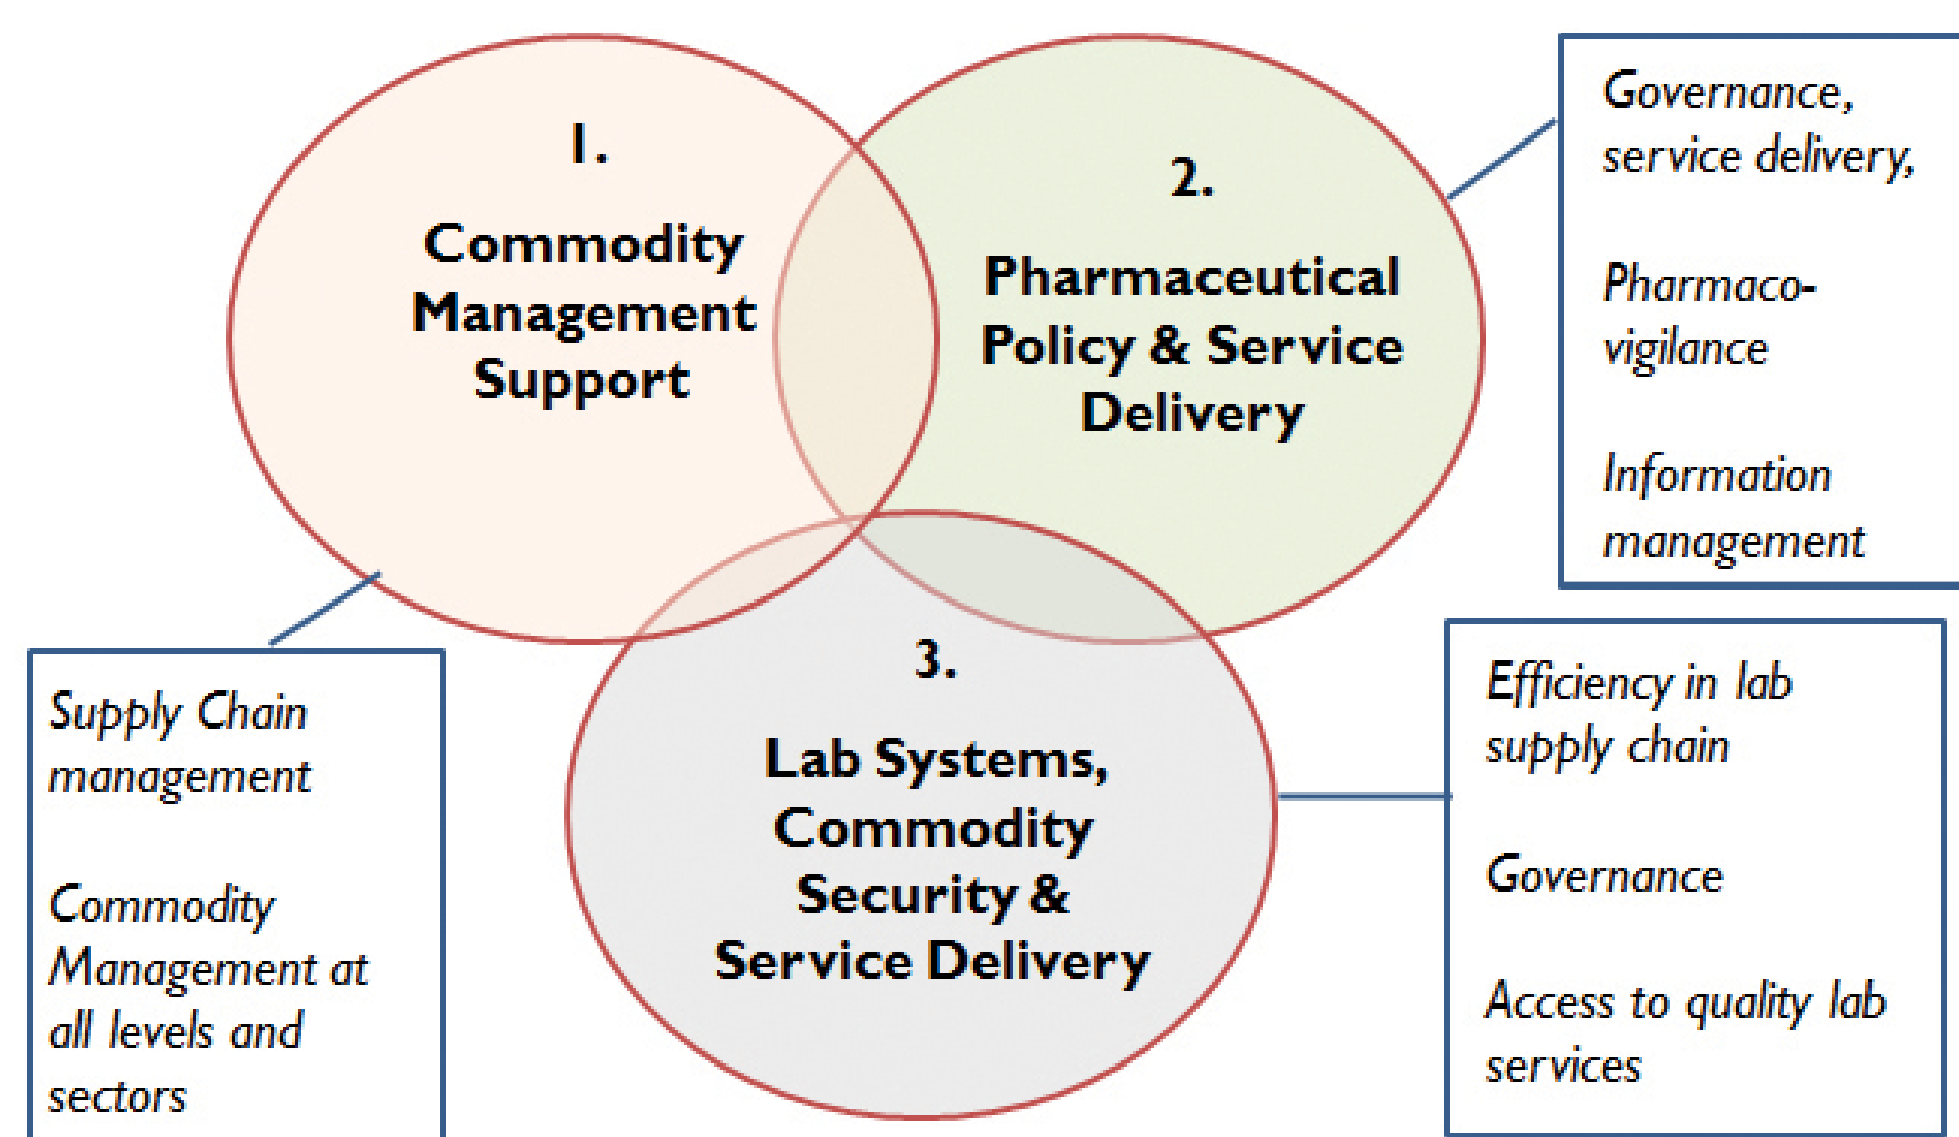 1.
Commodity
Management
Support
2.
Pharmaceutical
Policy & Service
Delivery
Governance,
service delivery,
Pharmaco-
vigilance
Information
management
3.
Lab Systems,
Commodity
Security &
Service Delivery
Supply Chain
management
Commodity
Management at
all levels and
sectors
Efficiency in lab
supply chain
Governance
Access to quality lab
services